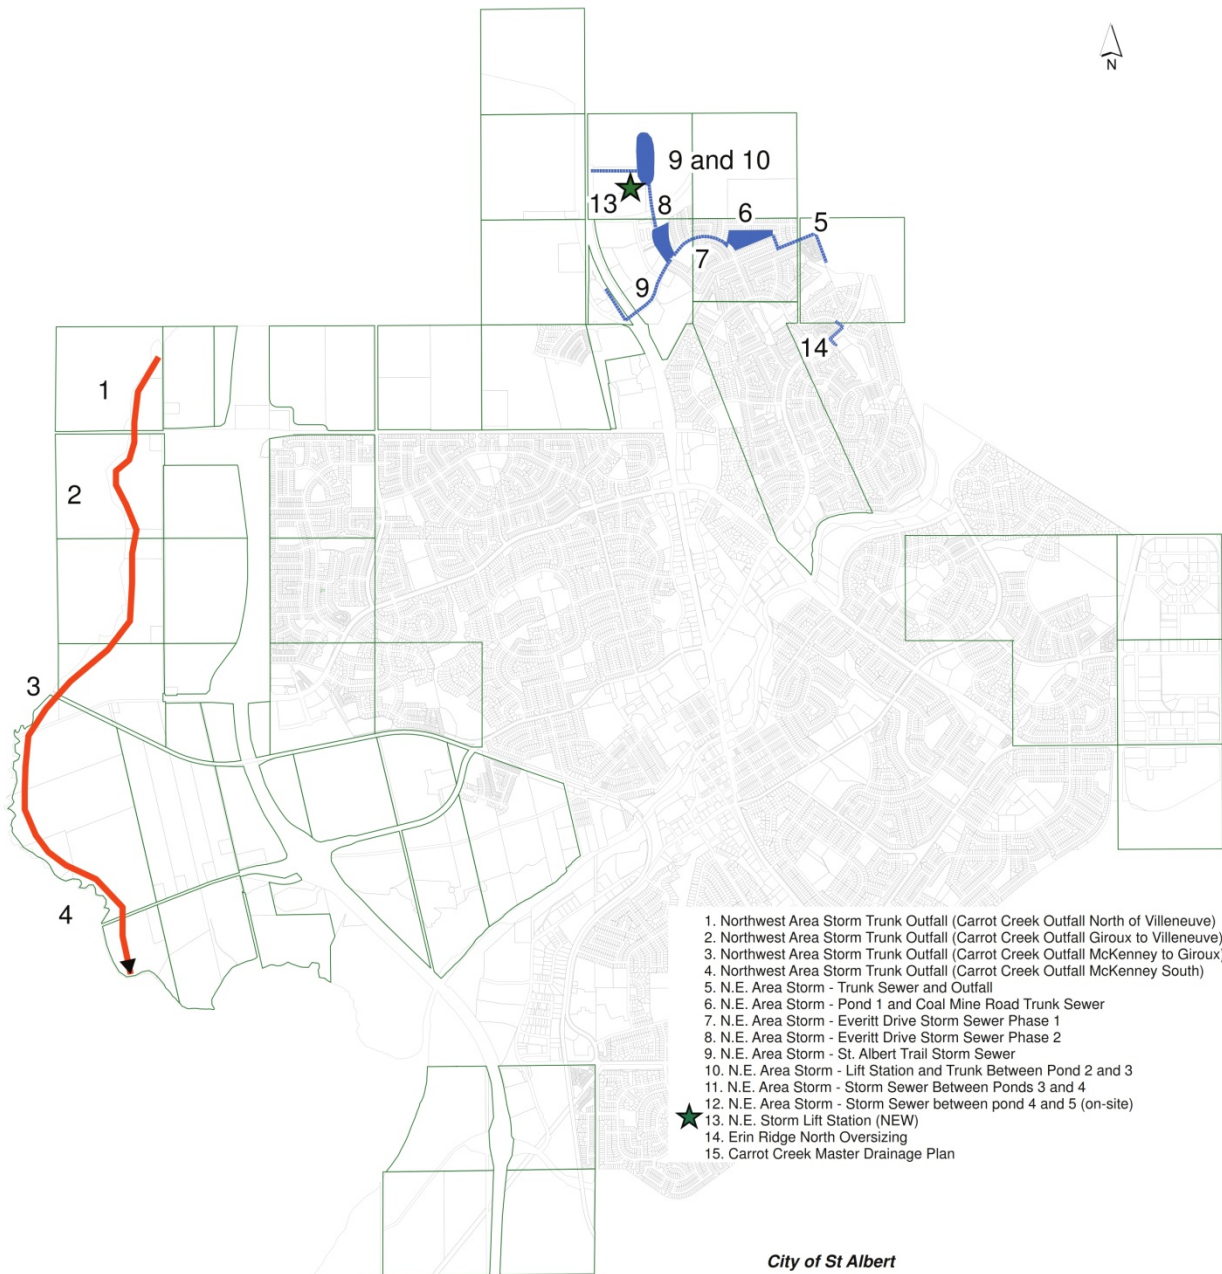 N
9 and 10
13
8
6
5
7
9
14
1
2
3
4
1. Northwest Area Storm Trunk Outfall (Carrot Creek Outfall North of Villeneuve)
2. Northwest Area Storm Trunk Outfall (Carrot Creek Outfall Giroux to Villeneuve)
3. Northwest Area Storm Trunk Outfall (Carrot Creek Outfall McKenney to Giroux)
4. Northwest Area Storm Trunk Outfall (Carrot Creek Outfall McKenney South)
5. N.E. Area Storm - Trunk Sewer and Outfall
6. N.E. Area Storm - Pond 1 and Coal Mine Road Trunk Sewer
7. N.E. Area Storm - Everitt Drive Storm Sewer Phase 1
8. N.E. Area Storm - Everitt Drive Storm Sewer Phase 2
9. N.E. Area Storm - St. Albert Trail Storm Sewer
10. N.E. Area Storm - Lift Station and Trunk Between Pond 2 and 3
11. N.E. Area Storm - Storm Sewer Between Ponds 3 and 4
12. N.E. Area Storm - Storm Sewer between pond 4 and 5 (on-site)
13. N.E. Storm Lift Station (NEW)
14. Erin Ridge North Oversizing
15. Carrot Creek Master Drainage Plan
City of St Albert